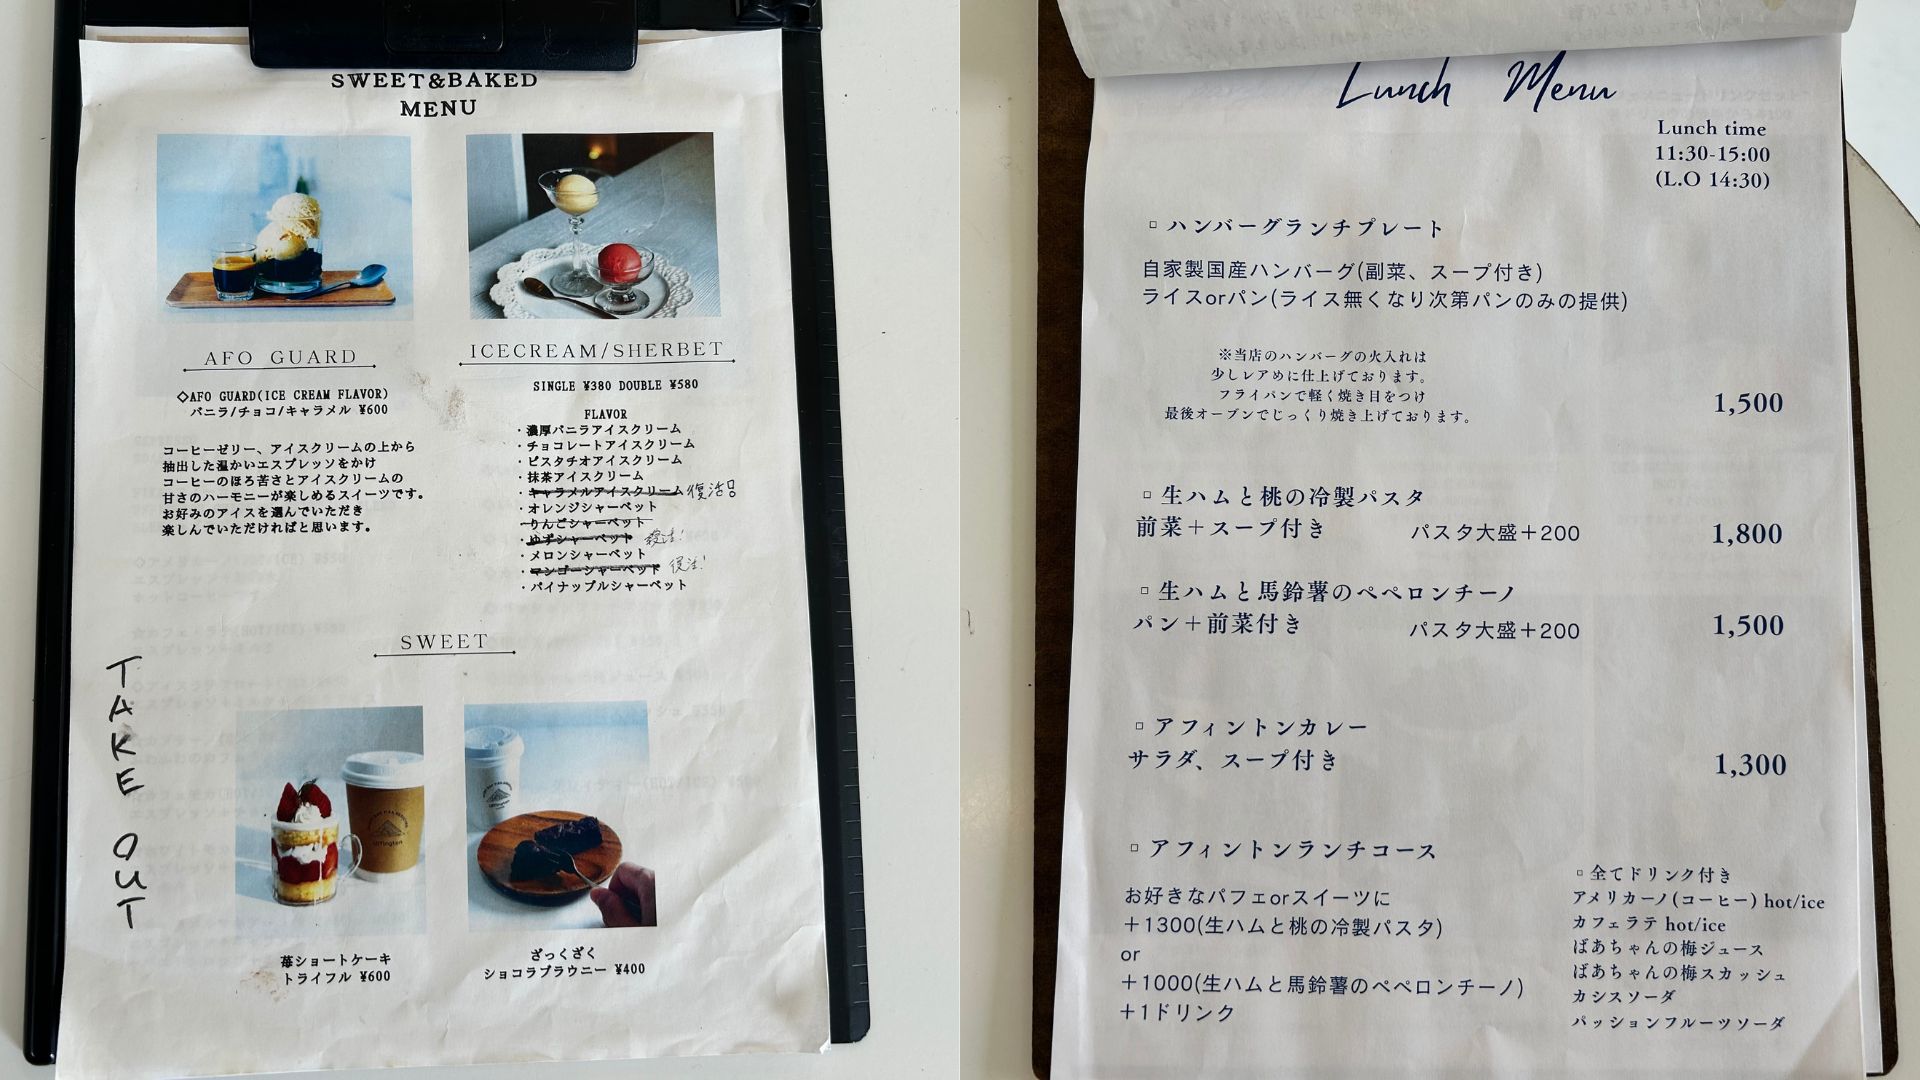 SWEET&BAKED
MENU
AFO GUARD
◇AFO GUARD(ICE CREAM FLAVOR)
バニラ/チョコ/キャラメル ¥600
コーヒーゼリー、アイスクリームの上から
抽出した温かいエスプレッソをかけ
コーヒーのほろ苦さとアイスクリームの
甘さのハーモニーが楽しめるスイーツです。
お好みのアイスを選んでいただき
楽しんでいただければと思います。
ICECREAM/SHERBET
SINGLE ¥380 DOUBLE ¥580
FLAVOR
・濃厚バニラアイスクリーム
・チョコレートアイスクリーム
・ピスタチオアイスクリーム
・抹茶アイスクリーム
・キャラメルアイスクリーム 復活
・オレンジシャーベット
・りんごシャーベット
・ゆずシャーベット 復活!
・メロンシャーベット
・マンゴーシャーベット 復活!
・パイナップルシャーベット
SWEET
TAKE OUT
苺ショートケーキ
トライフル ¥600
ざっくざく
ショコラブラウニー ¥400
Lunch Menu
Lunch time
11:30-15:00
(L.O 14:30)
▫ ハンバーグランチプレート
自家製国産ハンバーグ(副菜、スープ付き)
ライスorパン(ライス無くなり次第パンのみの提供)
※当店のハンバーグの火入れは
少しレアめに仕上げております。
フライパンで軽く焼き目をつけ
最後オーブンでじっくり焼き上げております。
1,500
▫ 生ハムと桃の冷製パスタ
前菜＋スープ付き パスタ大盛＋200 1,800
▫ 生ハムと馬鈴薯のペペロンチーノ
パン＋前菜付き パスタ大盛＋200 1,500
▫ アフィントンカレー
サラダ、スープ付き 1,300
▫ アフィントンランチコース
お好きなパフェorスイーツに
＋1300(生ハムと桃の冷製パスタ)
or
＋1000(生ハムと馬鈴薯のペペロンチーノ)
＋1ドリンク
▫ 全てドリンク付き
アメリカーノ(コーヒー) hot/ice
カフェラテ hot/ice
ばあちゃんの梅ジュース
ばあちゃんの梅スカッシュ
カシスソーダ
パッションフルーツソーダ